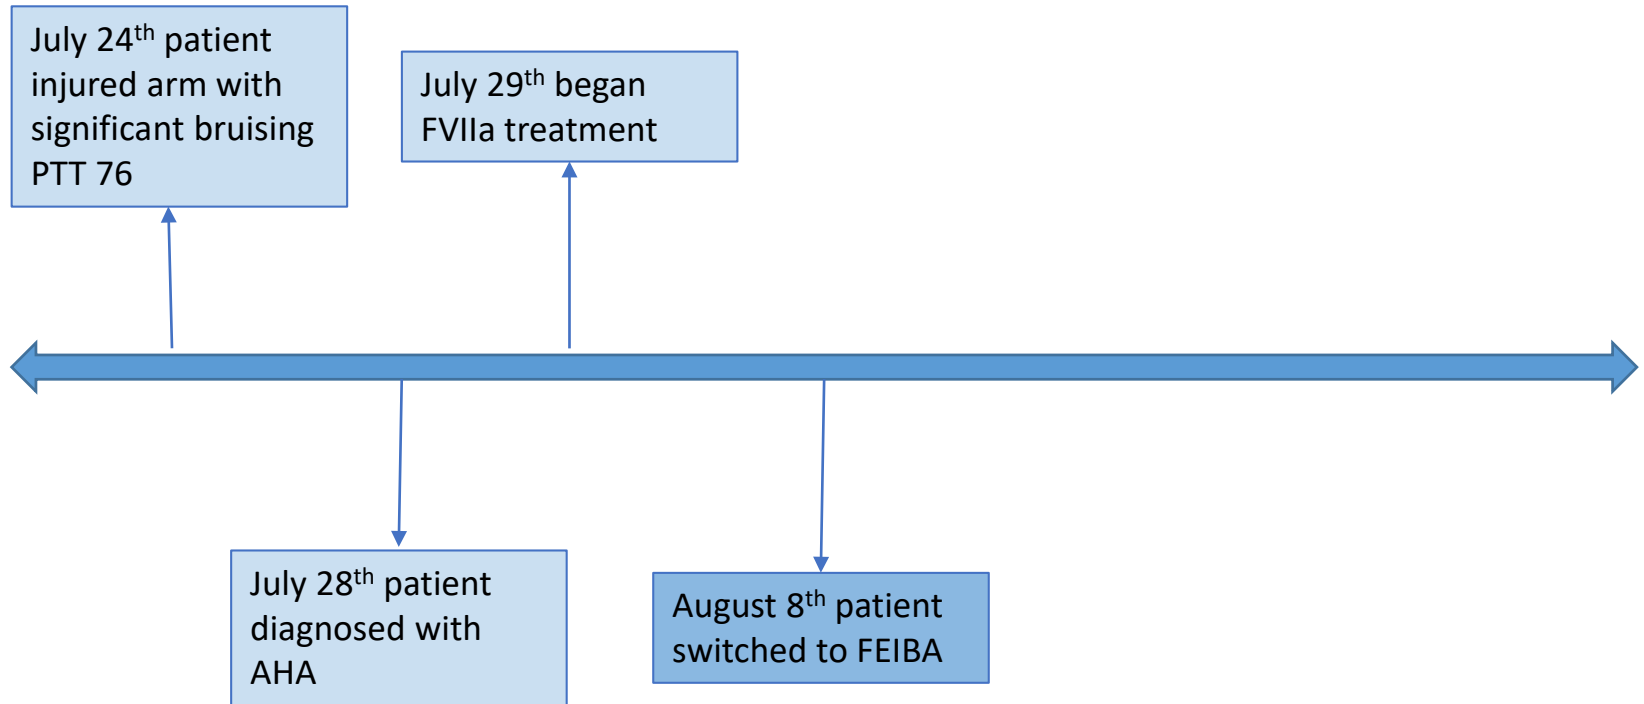 July 24th patient
injured arm with
significant bruising
PTT 76
July 28th patient
diagnosed with
AHA
July 29th began
FVIIa treatment
August 8th patient
switched to FEIBA